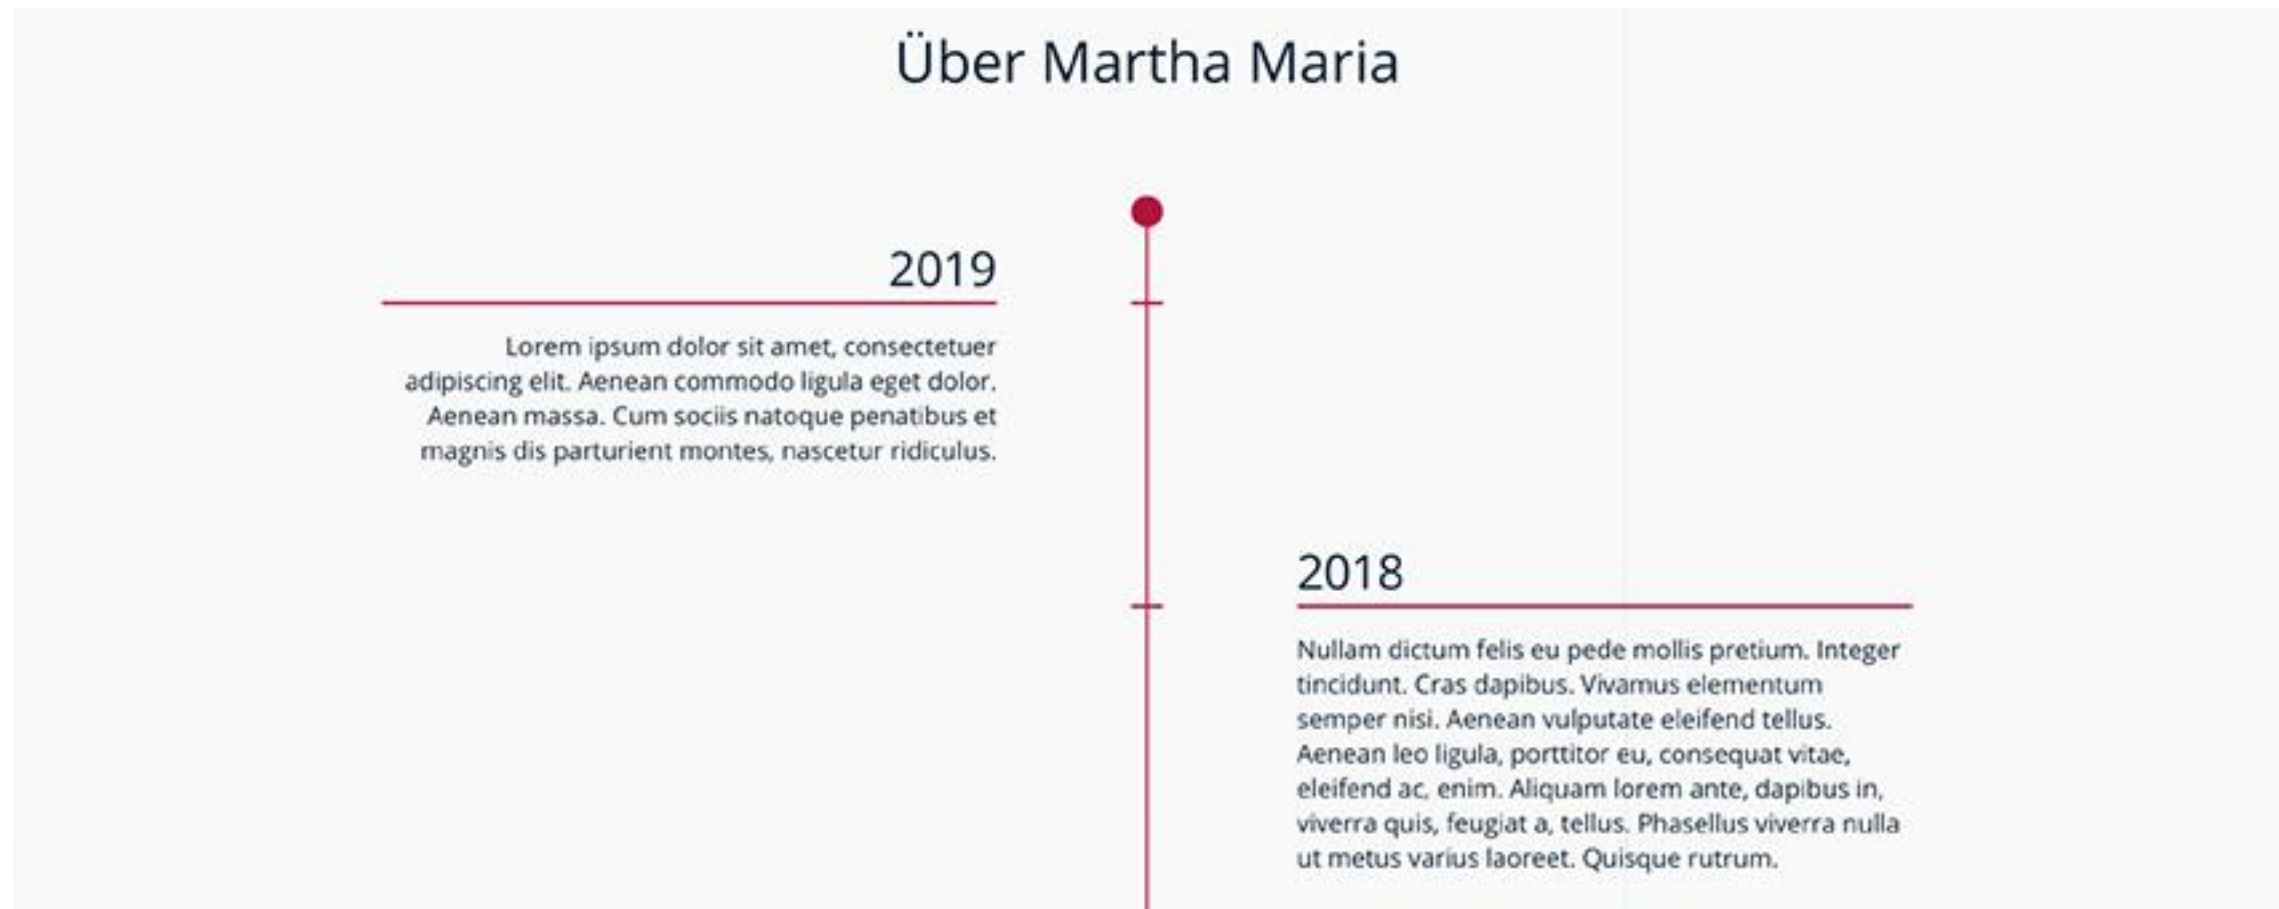 Über Martha Maria
2019
Lorem ipsum dolor sit amet, consectetuer
adipiscing elit. Aenean commodo ligula eget dolor.
Aenean massa. Cum sociis natoque penatibus et
magnis dis parturient montes, nascetur ridiculus.
2018
Nullam dictum felis eu pede mollis pretium. Integer
tincidunt. Cras dapibus. Vivamus elementum
semper nisi. Aenean vulputate eleifend tellus.
Aenean leo ligula, porttitor eu, consequat vitae,
eleifend ac, enim. Aliquam lorem ante, dapibus in,
viverra quis, feugiat a, tellus. Phasellus viverra nulla
ut metus varius laoreet. Quisque rutrum.